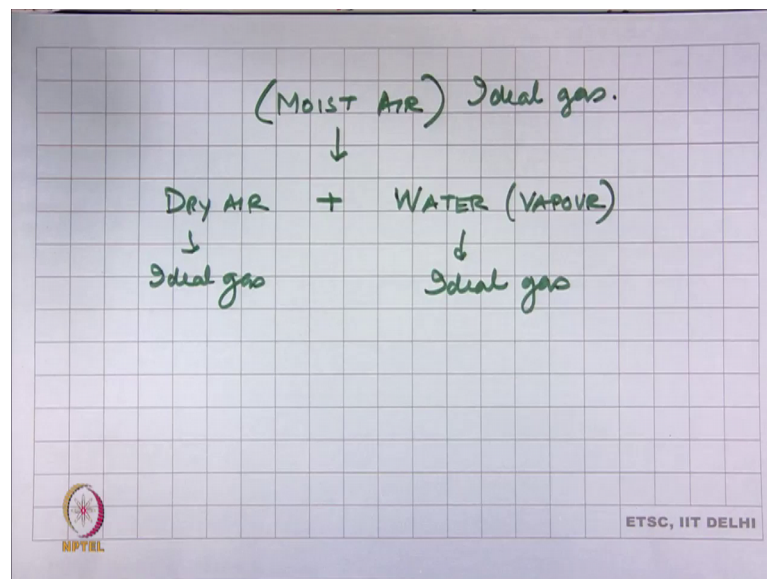 (MOIST AIR) Ideal gas.
↓
DRY AIR + WATER (VAPOUR)
↓ ↓
Ideal gas Ideal gas
NPTEL
ETSC, IIT DELHI